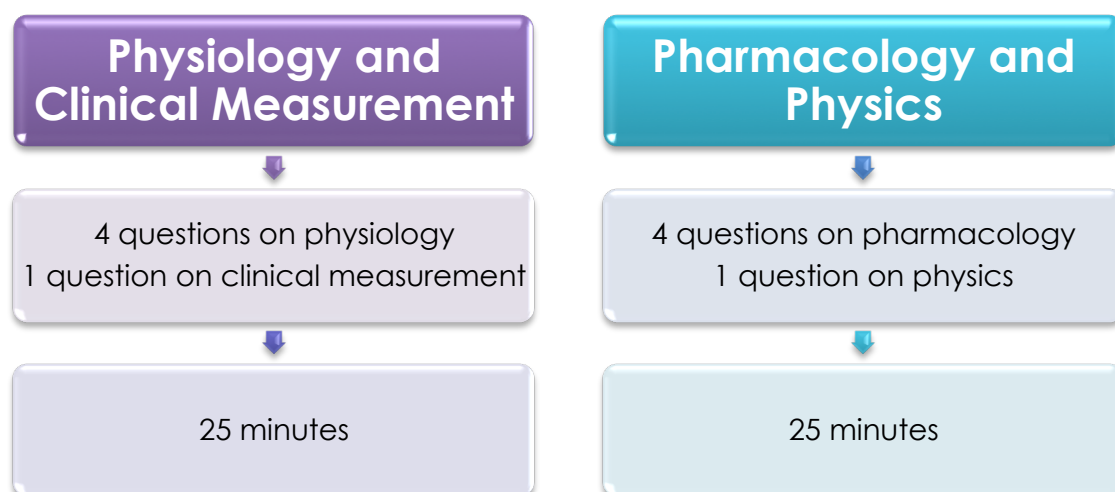 Physiology and
Clinical Measurement
4 questions on physiology
1 question on clinical measurement
25 minutes
Pharmacology and
Physics
4 questions on pharmacology
1 question on physics
25 minutes